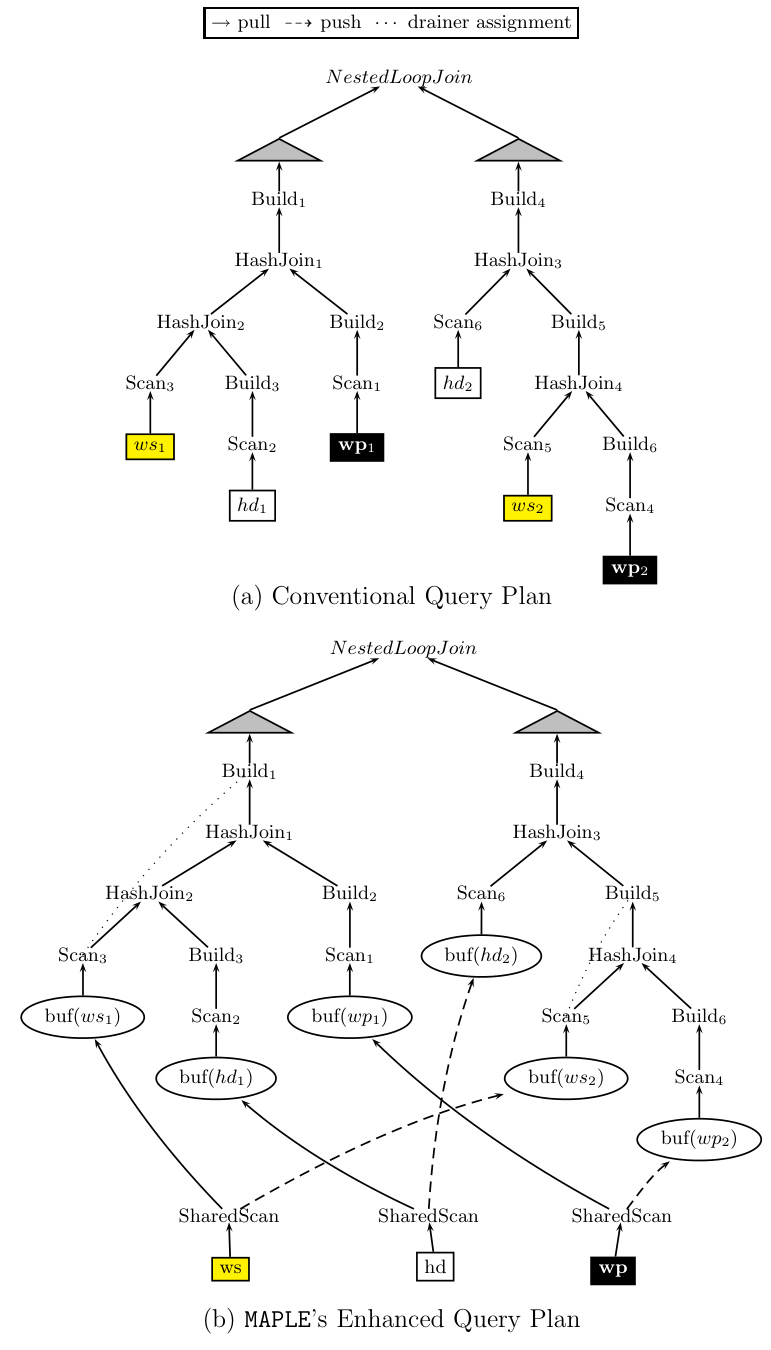 → pull --→ push ··· drainer assignment
NestedLoopJoin
Build₁ Build₄
HashJoin₁ HashJoin₃
HashJoin₂ Build₂ Scan₆ Build₅
Scan₃ Build₃ Scan₁ hd₂ HashJoin₄
ws₁ Scan₂ wp₁ Scan₅ Build₆
hd₁ ws₂ Scan₄
wp₂
(a) Conventional Query Plan
NestedLoopJoin
Build₁ Build₄
HashJoin₁ HashJoin₃
HashJoin₂ Build₂ Scan₆ Build₅
Scan₃ Build₃ Scan₁ buf(hd₂) HashJoin₄
buf(ws₁) Scan₂ buf(wp₁) Scan₅ Build₆
buf(hd₁) buf(ws₂) Scan₄
buf(wp₂)
SharedScan SharedScan SharedScan
ws hd wp
(b) MAPLE's Enhanced Query Plan